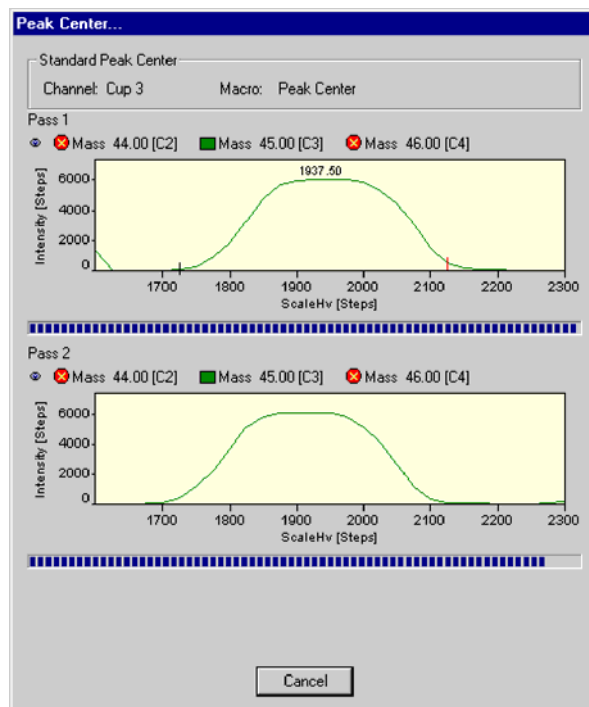 Peak Center...
Standard Peak Center
Channel: Cup 3 Macro: Peak Center
Pass 1
Mass 44.00 [C2] Mass 45.00 [C3] Mass 46.00 [C4]
1937.50
Intensity [Steps]
6000
4000
2000
0
1700 1800 1900 2000 2100 2200 2300
ScaleHv [Steps]
Pass 2
Mass 44.00 [C2] Mass 45.00 [C3] Mass 46.00 [C4]
Intensity [Steps]
6000
4000
2000
0
1700 1800 1900 2000 2100 2200 2300
ScaleHv [Steps]
Cancel